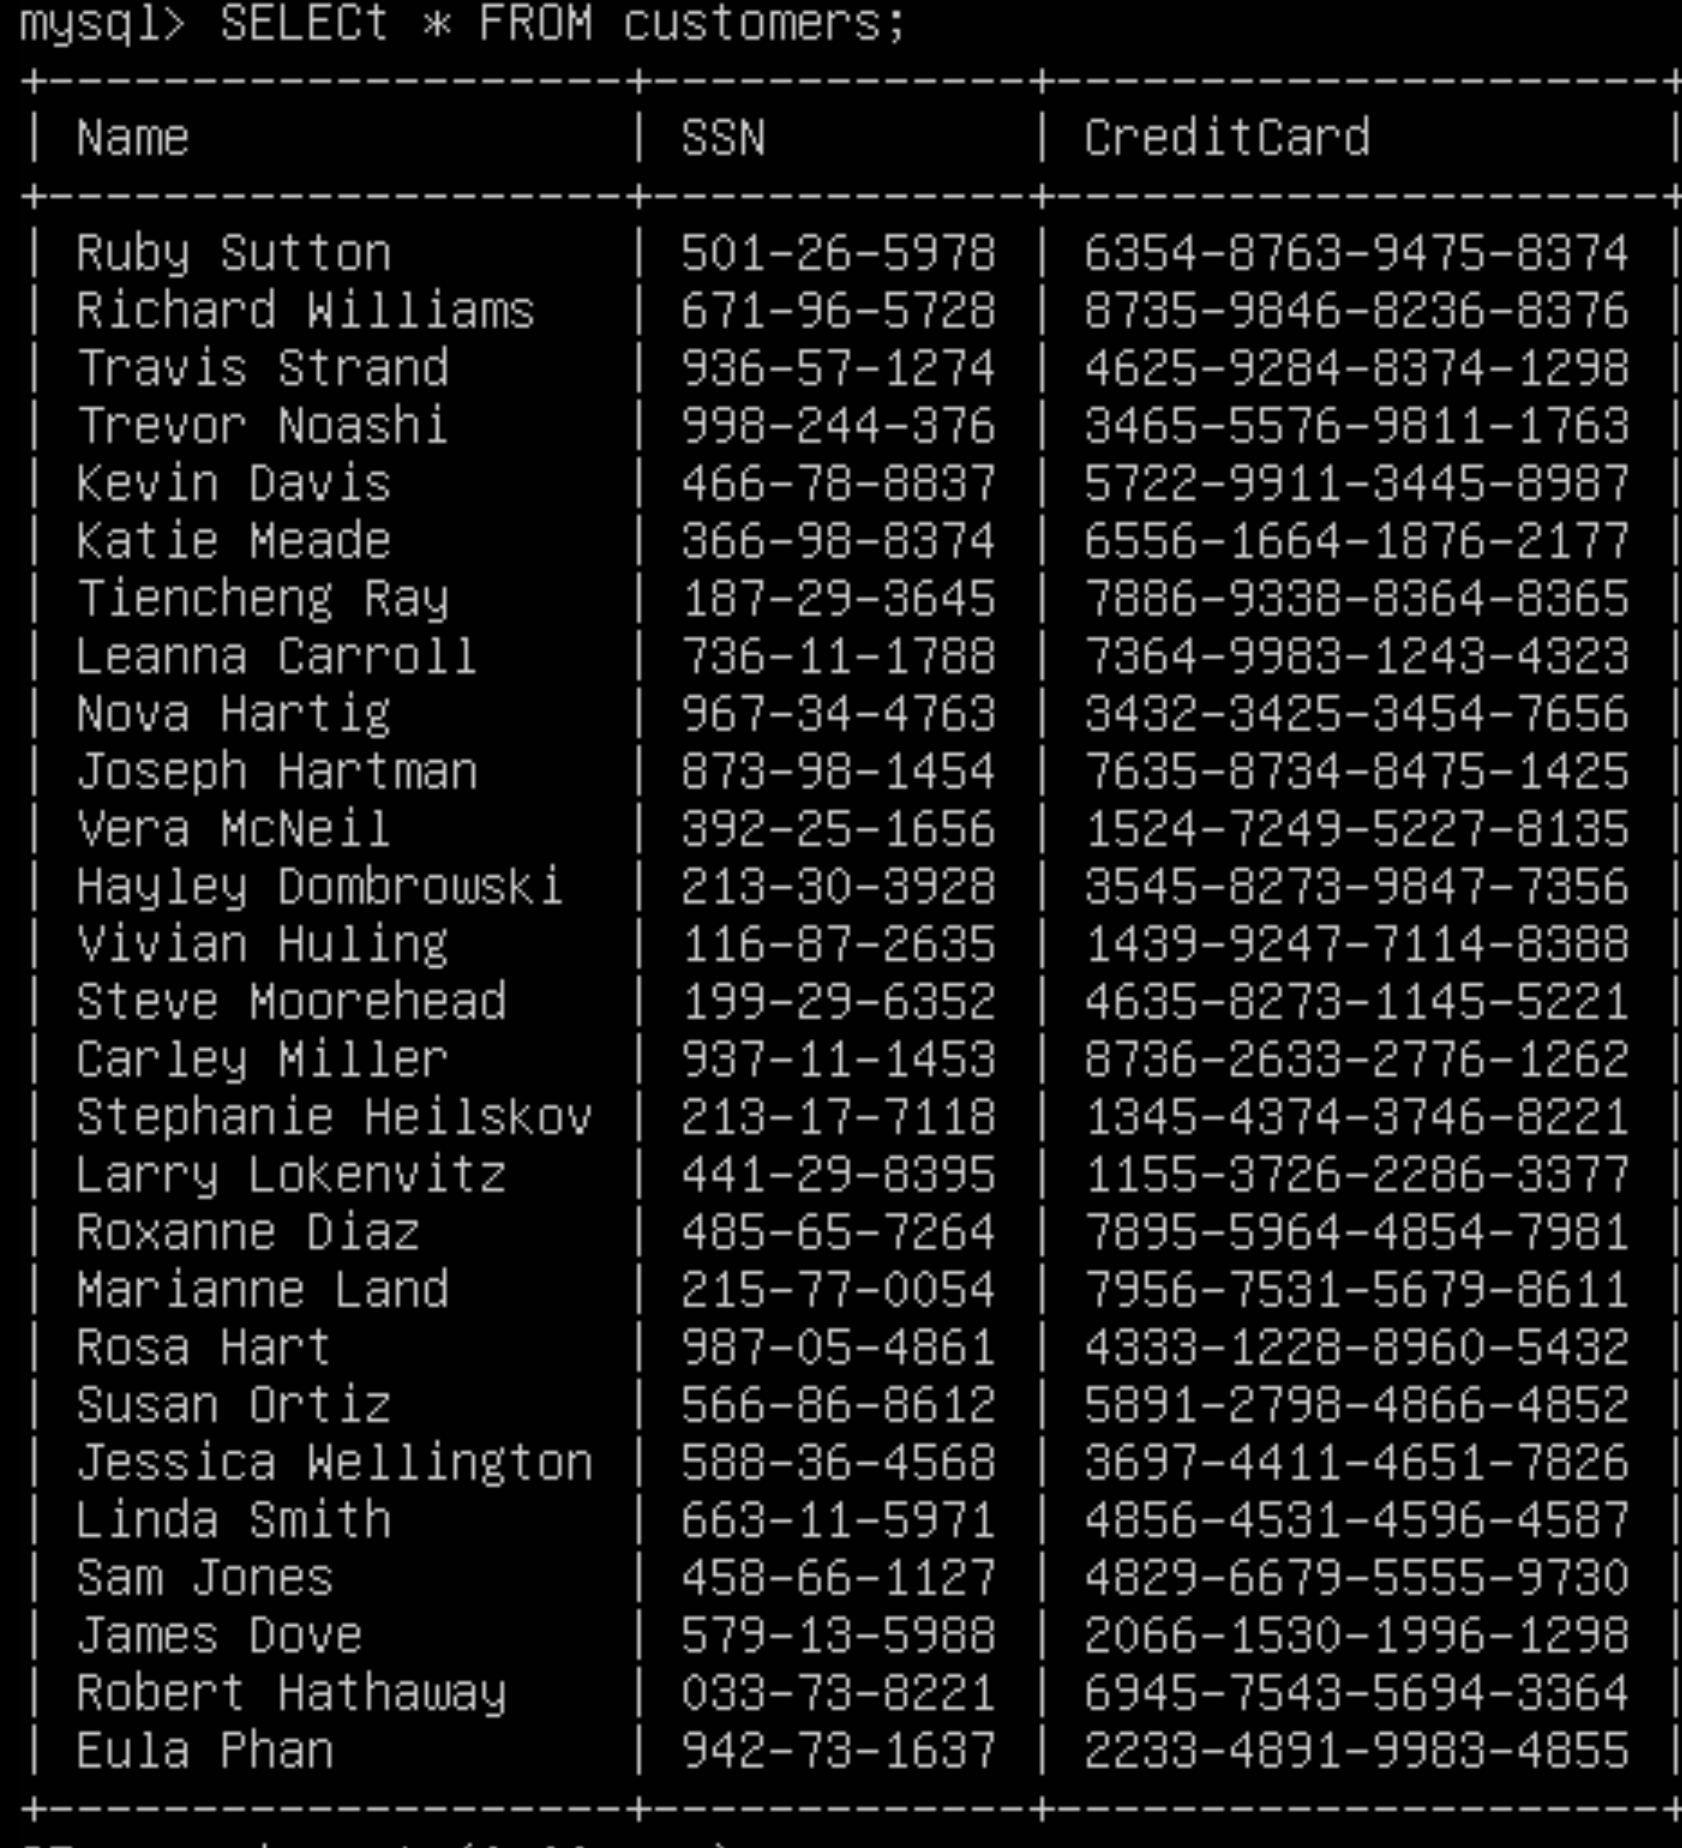 mysql> SELECt * FROM customers;
+---------------------+-------------+---------------------+
| Name | SSN | CreditCard |
+---------------------+-------------+---------------------+
| Ruby Sutton | 501-26-5978 | 6354-8763-9475-8374 |
| Richard Williams | 671-96-5728 | 8735-9846-8236-8376 |
| Travis Strand | 936-57-1274 | 4625-9284-8374-1298 |
| Trevor Noashi | 998-244-376 | 3465-5576-9811-1763 |
| Kevin Davis | 466-78-8837 | 5722-9911-3445-8987 |
| Katie Meade | 366-98-8374 | 6556-1664-1876-2177 |
| Tiencheng Ray | 187-29-3645 | 7886-9338-8364-8365 |
| Leanna Carroll | 736-11-1788 | 7364-9983-1243-4323 |
| Nova Hartig | 967-34-4763 | 3432-3425-3454-7656 |
| Joseph Hartman | 873-98-1454 | 7635-8734-8475-1425 |
| Vera McNeil | 392-25-1656 | 1524-7249-5227-8135 |
| Hayley Dombrowski | 213-30-3928 | 3545-8273-9847-7356 |
| Vivian Huling | 116-87-2635 | 1439-9247-7114-8388 |
| Steve Moorehead | 199-29-6352 | 4635-8273-1145-5221 |
| Carley Miller | 937-11-1453 | 8736-2633-2776-1262 |
| Stephanie Heilskov | 213-17-7118 | 1345-4374-3746-8221 |
| Larry Lokenvitz | 441-29-8395 | 1155-3726-2286-3377 |
| Roxanne Diaz | 485-65-7264 | 7895-5964-4854-7981 |
| Marianne Land | 215-77-0054 | 7956-7531-5679-8611 |
| Rosa Hart | 987-05-4861 | 4333-1228-8960-5432 |
| Susan Ortiz | 566-86-8612 | 5891-2798-4866-4852 |
| Jessica Wellington | 588-36-4568 | 3697-4411-4651-7826 |
| Linda Smith | 663-11-5971 | 4856-4531-4596-4587 |
| Sam Jones | 458-66-1127 | 4829-6679-5555-9730 |
| James Dove | 579-13-5988 | 2066-1530-1996-1298 |
| Robert Hathaway | 033-73-8221 | 6945-7543-5694-3364 |
| Eula Phan | 942-73-1637 | 2233-4891-9983-4855 |
+---------------------+-------------+---------------------+